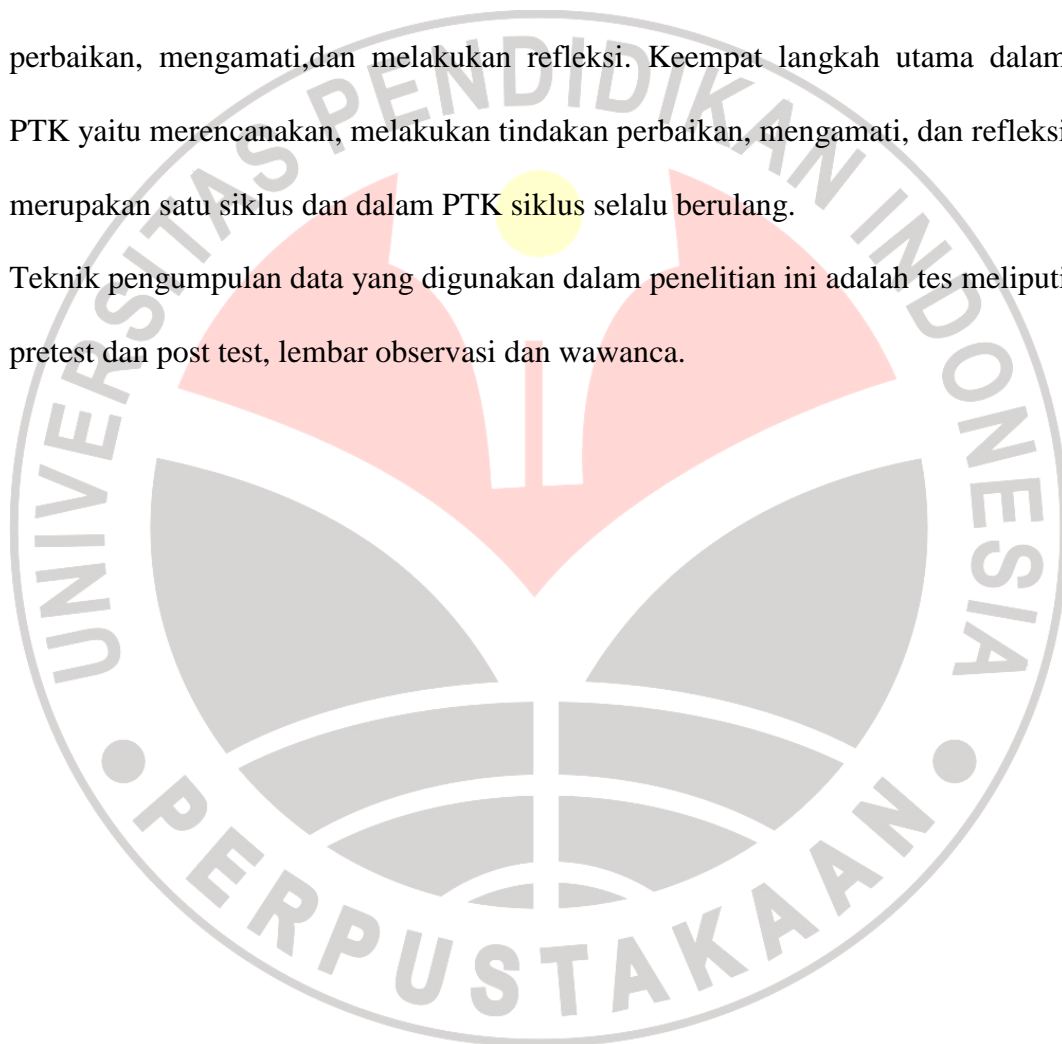 perbaikan, mengamati,dan melakukan refleksi. Keempat langkah utama dalam
PTK yaitu merencanakan, melakukan tindakan perbaikan, mengamati, dan refleksi
merupakan satu siklus dan dalam PTK siklus selalu berulang.
Teknik pengumpulan data yang digunakan dalam penelitian ini adalah tes meliputi
pretest dan post test, lembar observasi dan wawanca.
UNIVERSITAS PENDIDIKAN INDONESIA
PERPUSTAKAAN